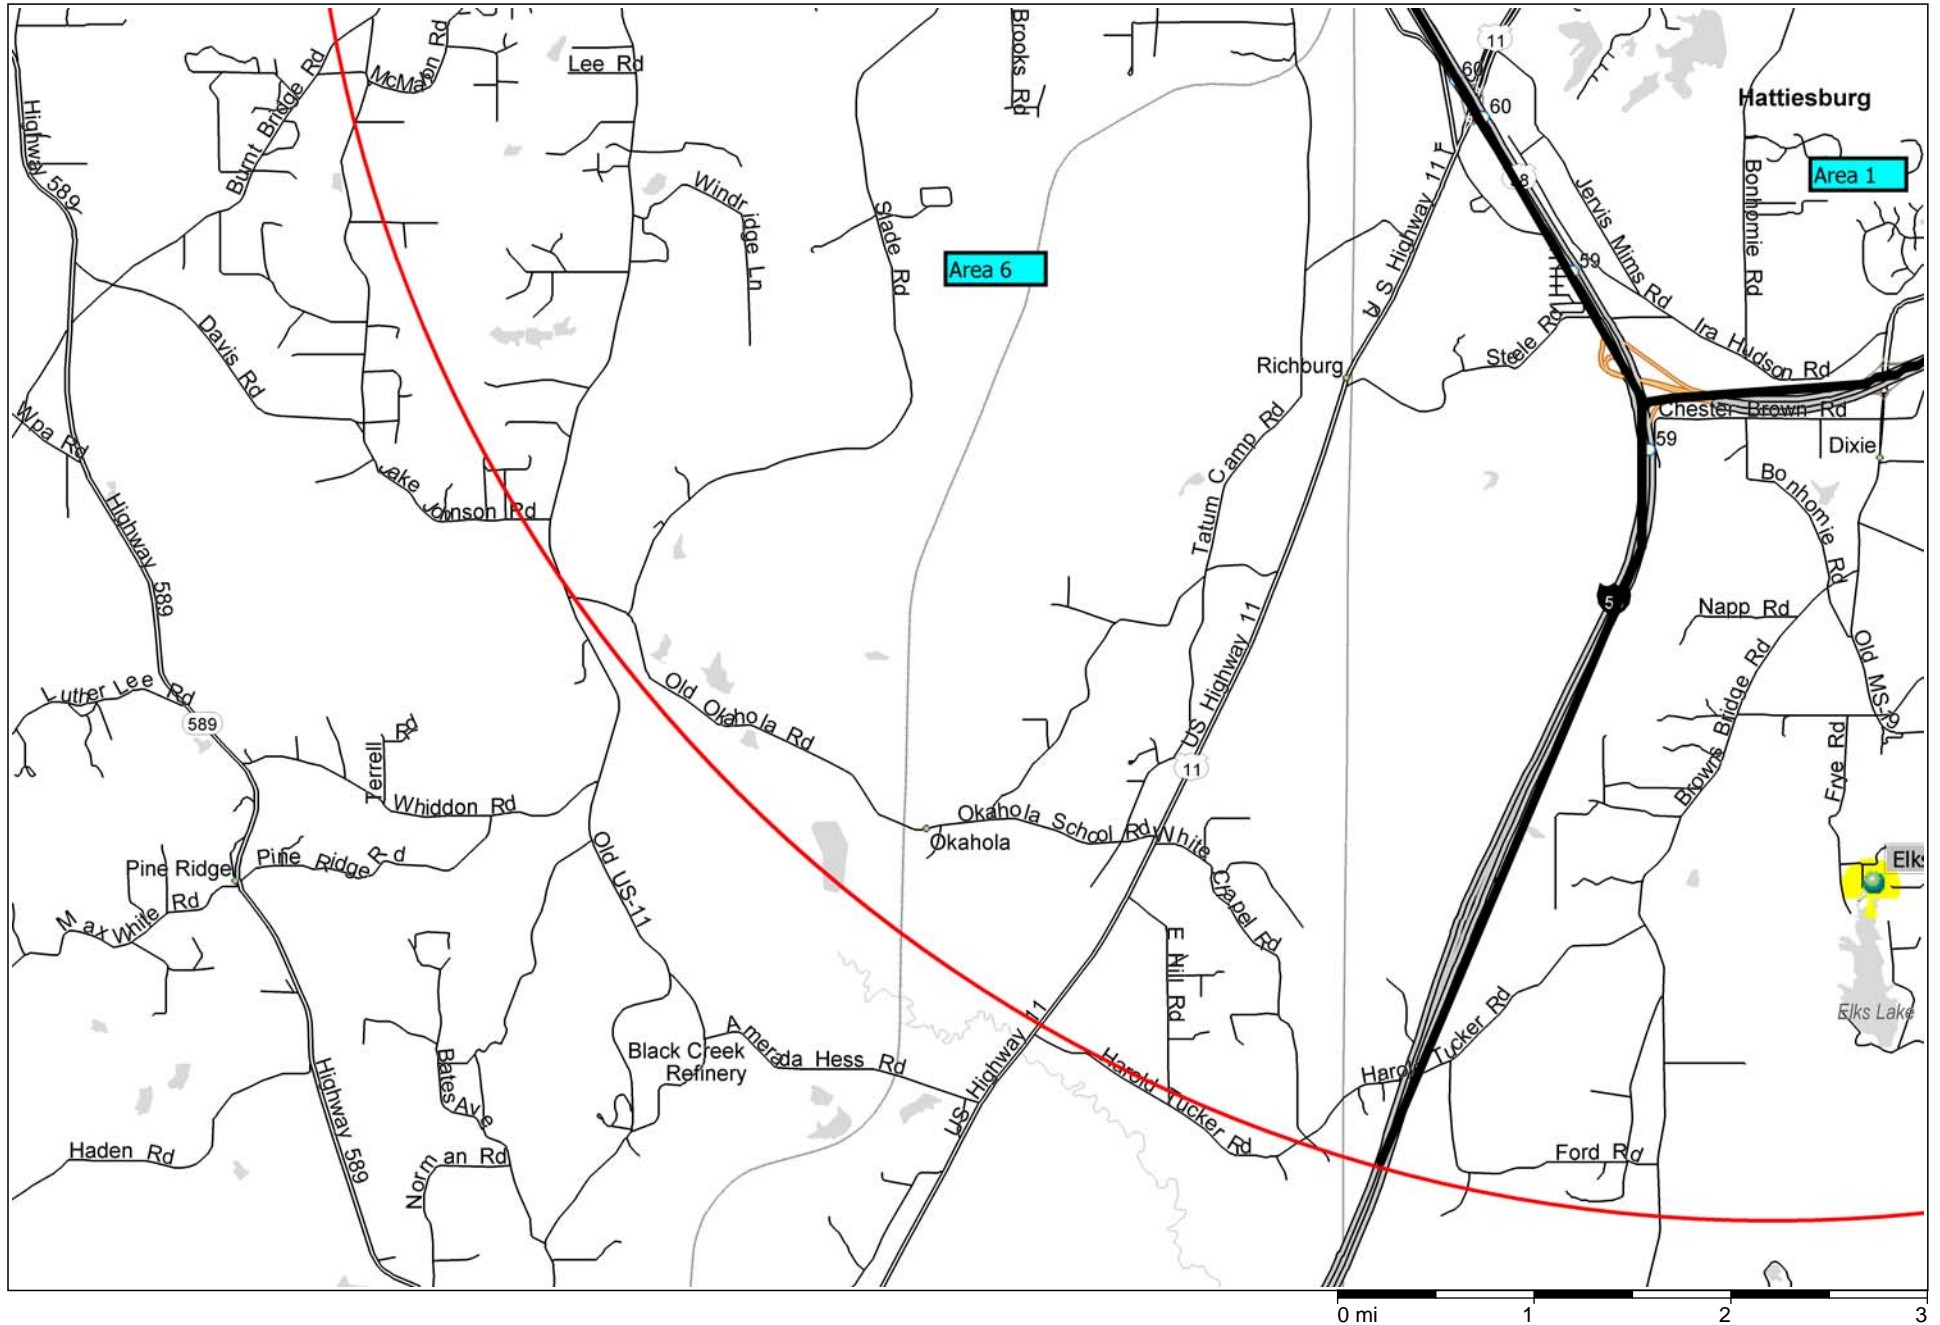 11
Brooks Rd
Lee Rd
McMahon Rd
60
60
Hattiesburg
Highway 589
Burnt Bridge Rd
Area 1
Windridge Ln
Slade Rd
U S Highway 11
Jervis Mims Rd
Bonhomie Rd
59
Area 6
Davis Rd
Ira Hudson Rd
Steele Rd
Richburg
Chester Brown Rd
Wpa Rd
59
Dixie
Tatum Camp Rd
Bonhomie Rd
Highway 589
Jake Jonson Rd
Napp Rd
US Highway 11
Browns Bridge Rd
Old MS-19
Luther Lee Rd
589
Old Okahola Rd
Terrell Rd
Frye Rd
11
Whiddon Rd
Okahola School Rd
Okahola
White Chapel Rd
Pine Ridge
Pine Ridge Rd
Old US-11
Max White Rd
E Hill Rd
Elks Lake
Black Creek
Refinery
Amerada Hess Rd
US Highway 11
Harold Tucker Rd
Harold Tucker Rd
Bates Ave
Highway 589
Haden Rd
Norman Rd
Ford Rd
0 mi 1 2 3